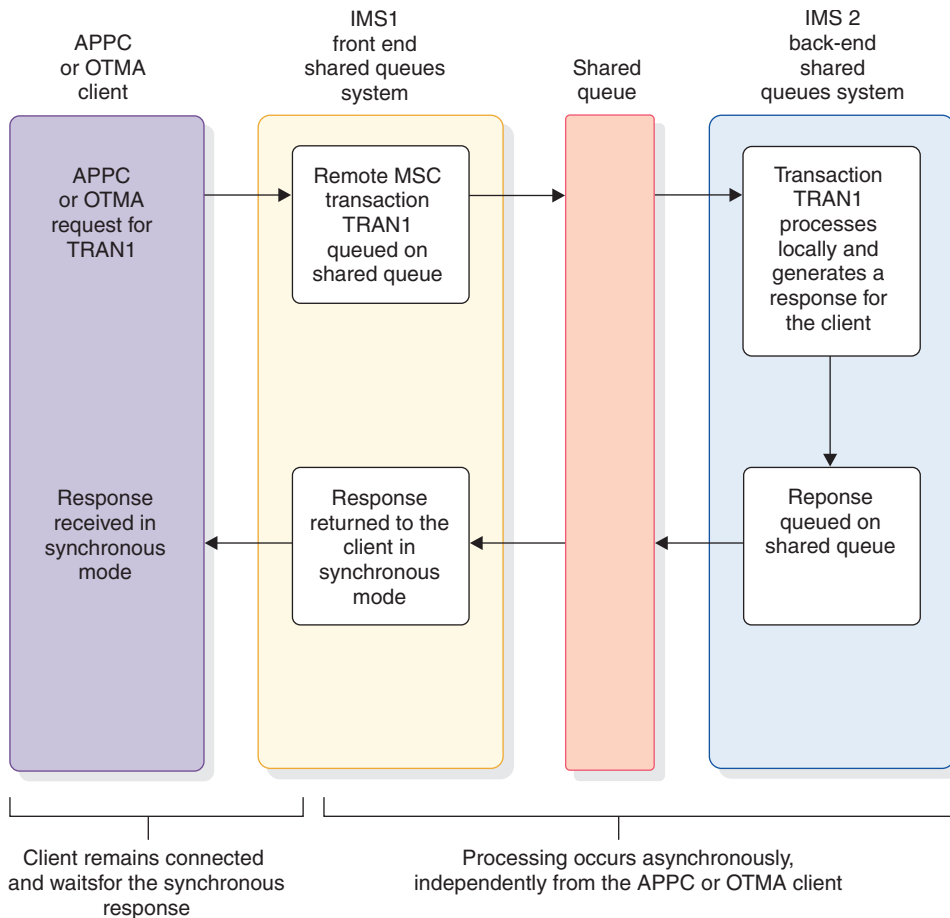 APPC
or OTMA
client
IMS1
front end
shared queues
system
Shared
queue
IMS 2
back-end
shared
queues system
APPC
or OTMA
request for
TRAN1
Remote MSC
transaction
TRAN1
queued on
shared queue
Transaction
TRAN1
processes
locally and
generates a
response for
the client
Response
received in
synchronous
mode
Response
returned to the
client in
synchronous
mode
Reponse
queued on
shared queue
Client remains connected
and waitsfor the synchronous
response
Processing occurs asynchronously,
independently from the APPC or OTMA client